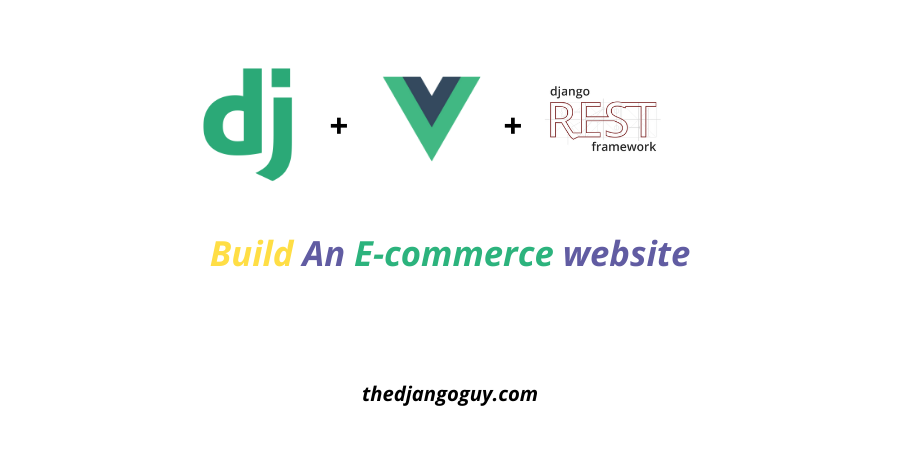 dj + + django
REST
framework
Build An E-commerce website
thedjangoguy.com